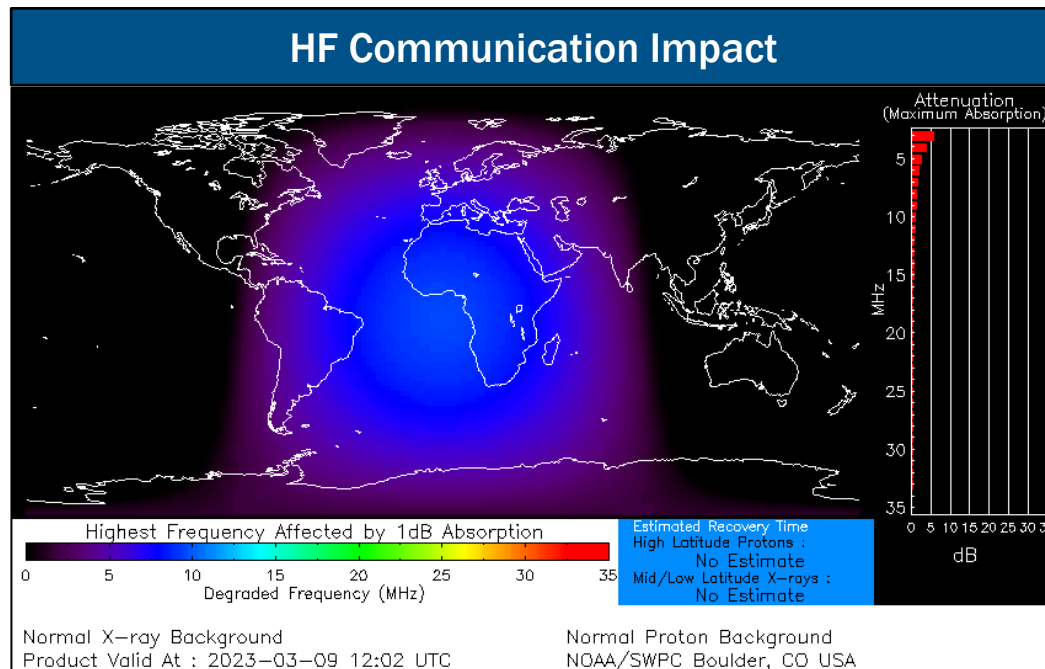 HF Communication Impact
Attenuation
(Maximum Absorption)
5
10
15
20
25
30
35
MHz
0 5 10 15 20 25 30
dB
Highest Frequency Affected by 1dB Absorption
0 5 10 15 20 25 30 35
Degraded Frequency (MHz)
Estimated Recovery Time
High Latitude Protons :
No Estimate
Mid/Low Latitude X-rays :
No Estimate
Normal X-ray Background
Product Valid At : 2023-03-09 12:02 UTC
Normal Proton Background
NOAA/SWPC Boulder, CO USA